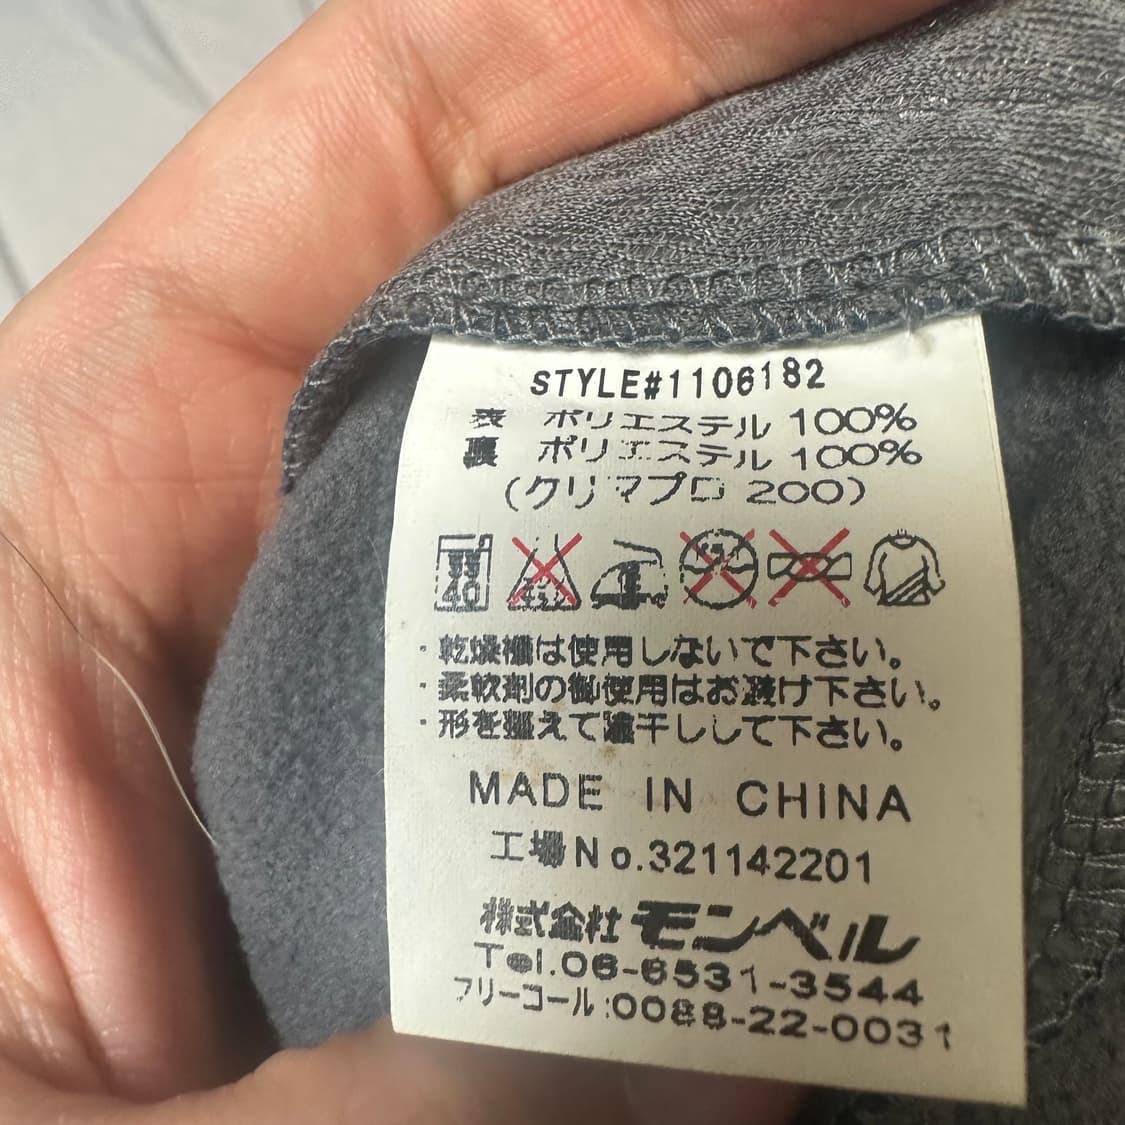 STYLE#1106182
表 ポリエステル 100%
裏 ポリエステル 100%
(クリマプロ 200)
40
・乾燥機は使用しないで下さい。
・柔軟剤の御使用はお避け下さい。
・形を整えて陰干しして下さい。
MADE IN CHINA
工場No.321142201
株式会社モンベル
Tel.06-6531-3544
フリーコール:0088-22-0031